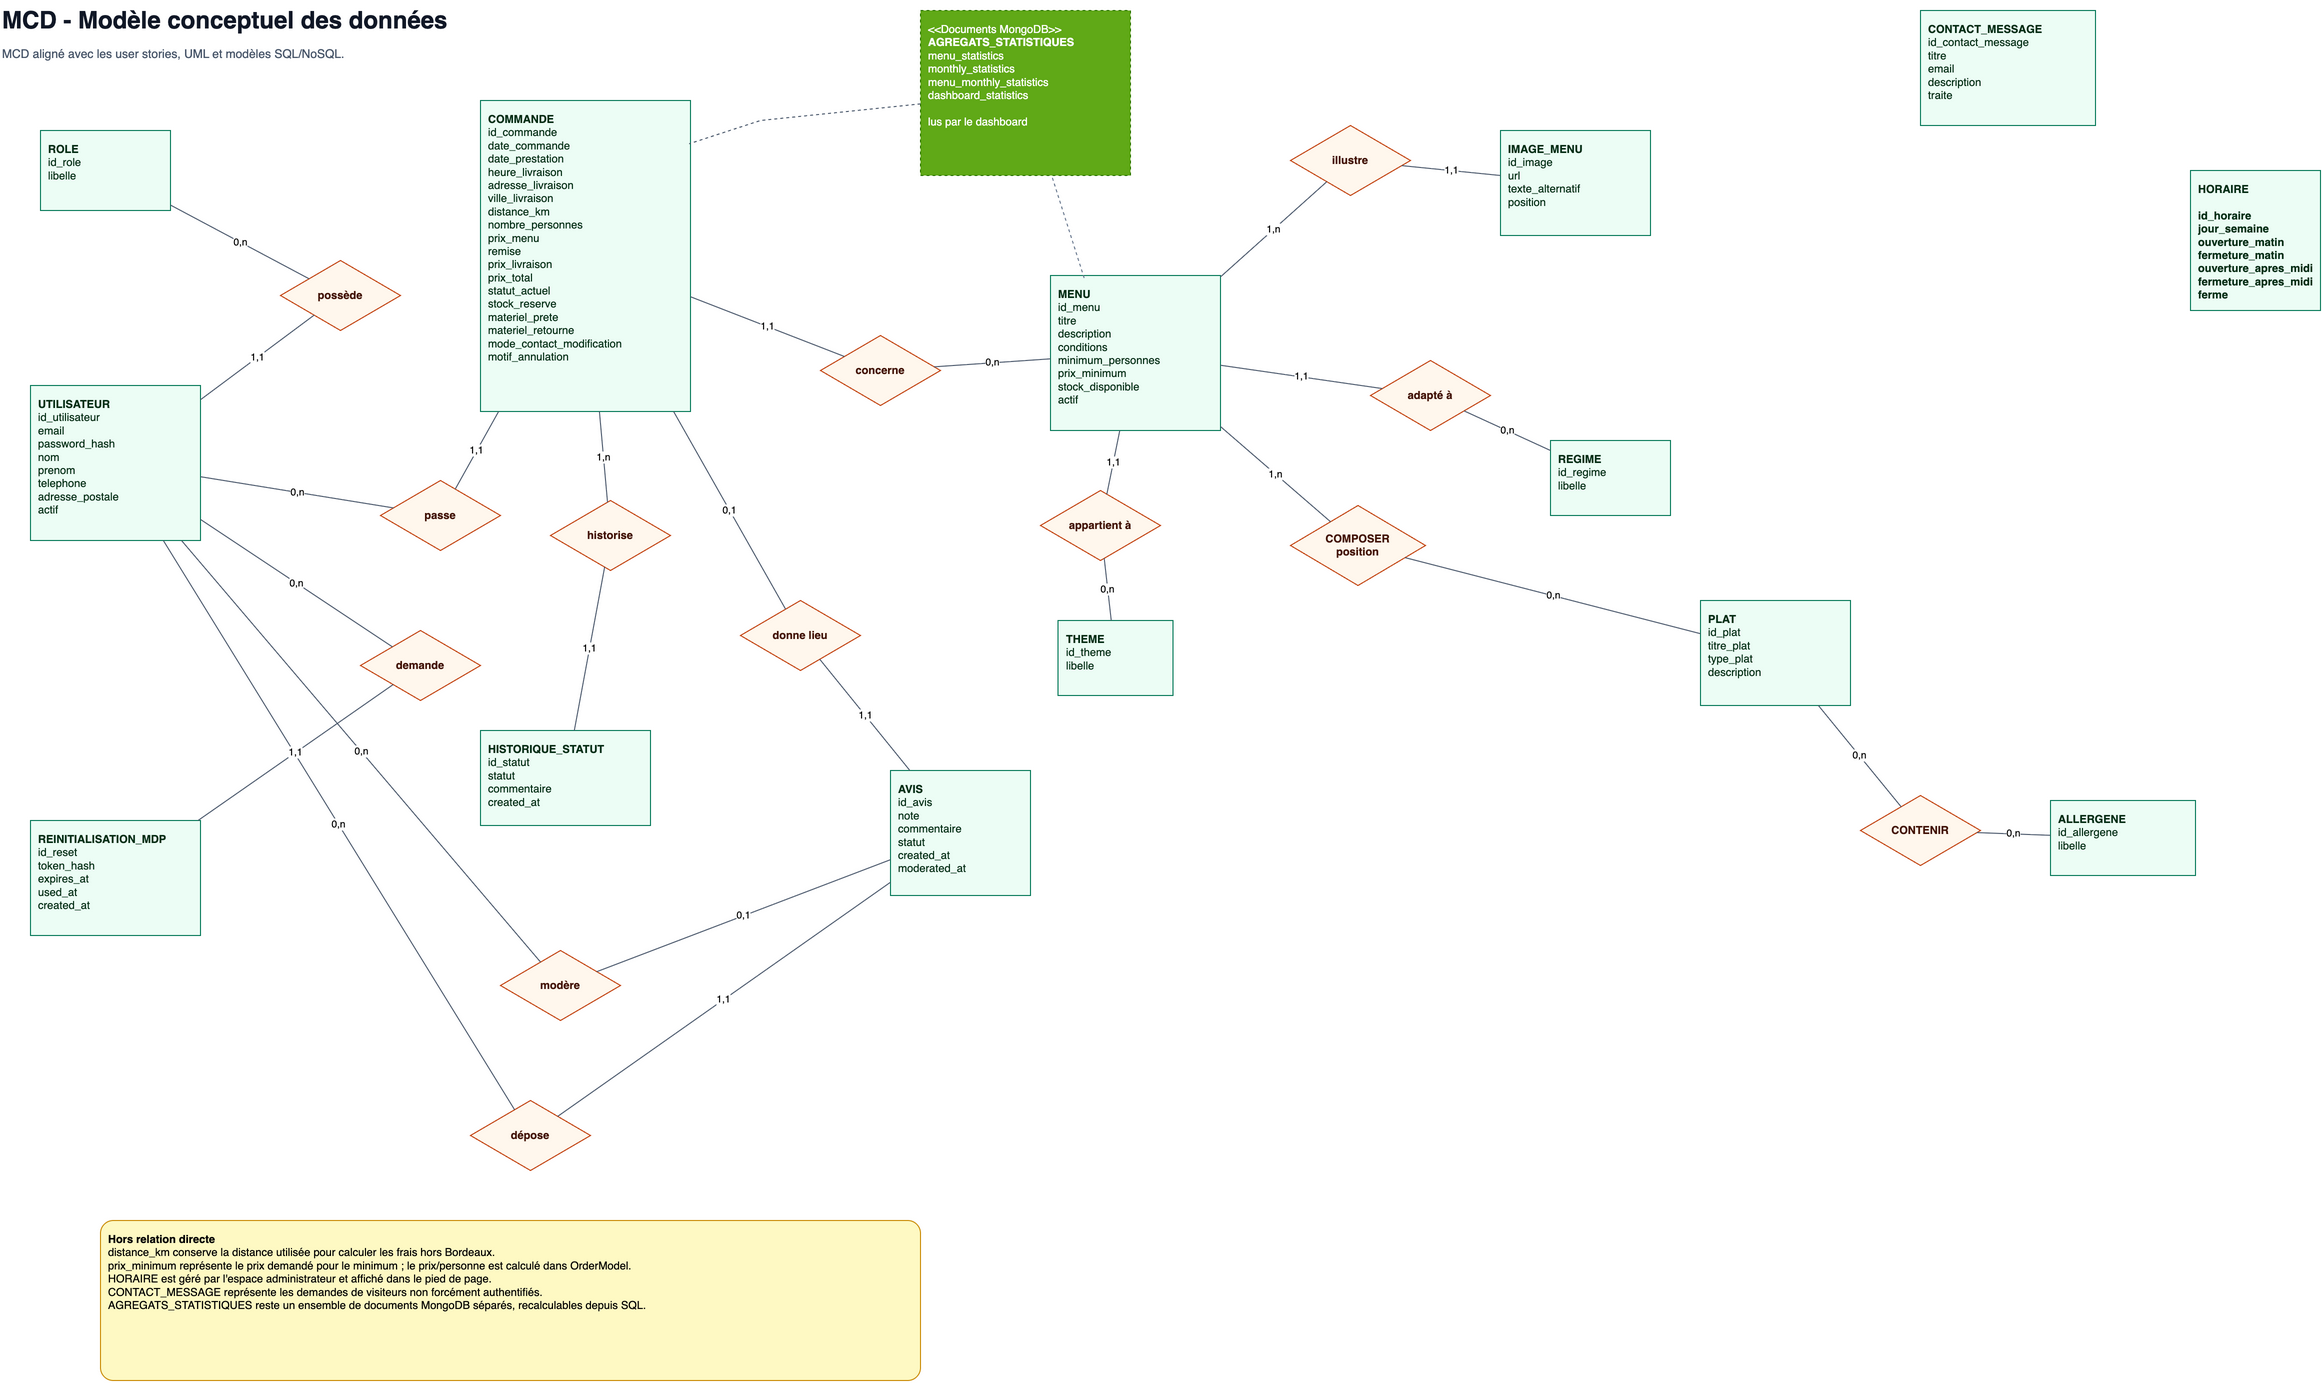 MCD - Modèle conceptuel des données
MCD aligné avec les user stories, UML et modèles SQL/NoSQL.
<<Documents MongoDB>>
AGREGATS_STATISTIQUES
menu_statistics
monthly_statistics
menu_monthly_statistics
dashboard_statistics
lus par le dashboard
CONTACT_MESSAGE
id_contact_message
titre
email
description
traite
ROLE
id_role
libelle
COMMANDE
id_commande
date_commande
date_prestation
heure_livraison
adresse_livraison
ville_livraison
distance_km
nombre_personnes
prix_menu
remise
prix_livraison
prix_total
statut_actuel
stock_reserve
materiel_prete
materiel_retourne
mode_contact_modification
motif_annulation
illustre
1,1
1,n
IMAGE_MENU
id_image
url
texte_alternatif
position
HORAIRE
id_horaire
jour_semaine
ouverture_matin
fermeture_matin
ouverture_apres_midi
fermeture_apres_midi
ferme
0,n
possède
1,1
MENU
id_menu
titre
description
conditions
minimum_personnes
prix_minimum
stock_disponible
actif
1,1
concerne
0,n
1,1
adapté à
0,n
REGIME
id_regime
libelle
UTILISATEUR
id_utilisateur
email
password_hash
nom
prenom
telephone
adresse_postale
actif
0,n
passe
1,1
1,n
historise
1,1
0,1
donne lieu
1,1
1,1
appartient à
0,n
THEME
id_theme
libelle
1,n
COMPOSER
position
0,n
PLAT
id_plat
titre_plat
type_plat
description
0,n
demande
1,1
0,n
0,n
HISTORIQUE_STATUT
id_statut
statut
commentaire
created_at
AVIS
id_avis
note
commentaire
statut
created_at
moderated_at
0,n
CONTENIR
0,n
ALLERGENE
id_allergene
libelle
REINITIALISATION_MDP
id_reset
token_hash
expires_at
used_at
created_at
0,1
modère
1,1
dépose
Hors relation directe
distance_km conserve la distance utilisée pour calculer les frais hors Bordeaux.
prix_minimum représente le prix demandé pour le minimum ; le prix/personne est calculé dans OrderModel.
HORAIRE est géré par l'espace administrateur et affiché dans le pied de page.
CONTACT_MESSAGE représente les demandes de visiteurs non forcément authentifiés.
AGREGATS_STATISTIQUES reste un ensemble de documents MongoDB séparés, recalculables depuis SQL.